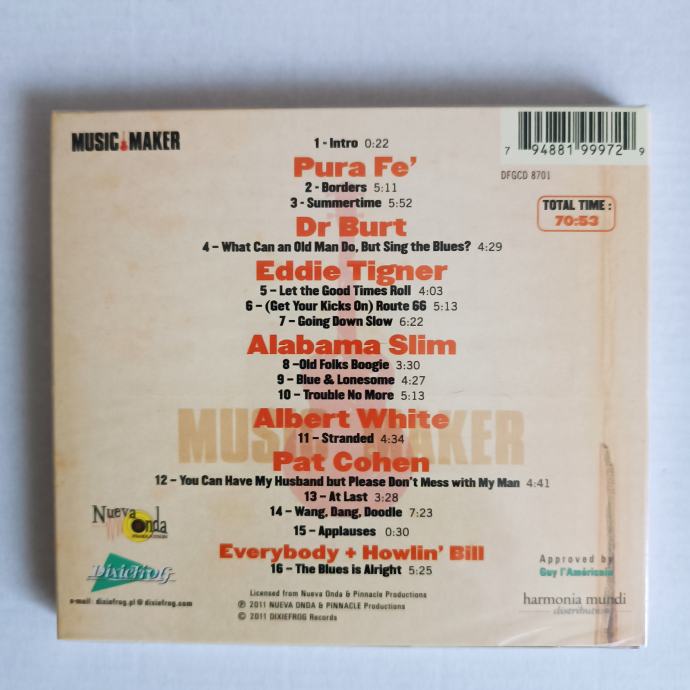 MUSIC MAKER
1 - Intro 0:22
Pura Fe'
2 - Borders 5:11
3 - Summertime 5:52
Dr Burt
4 – What Can an Old Man Do, But Sing the Blues? 4:29
Eddie Tigner
5 – Let the Good Times Roll 4:03
6 – (Get Your Kicks On) Route 66 5:13
7 – Going Down Slow 6:22
Alabama Slim
8 –Old Folks Boogie 3:30
9 – Blue & Lonesome 4:27
10 – Trouble No More 5:13
Albert White
11 – Stranded 4:34
MUSIC MAKER
Pat Cohen
12 – You Can Have My Husband but Please Don't Mess with My Man 4:41
13 – At Last 3:28
14 – Wang, Dang, Doodle 7:23
15 – Applauses 0:30
Everybody + Howlin' Bill
16 – The Blues is Alright 5:25
7 94881 99972 9
DFGCD 8701
TOTAL TIME :
70:53
Nueva Onda
DixieFrog
e-mail: dixiefrog.pl@dixiefrog.com
Licensed from Nueva Onda & Pinnacle Productions
℗ 2011 NUEVA ONDA & PINNACLE Productions
© 2011 DIXIEFROG Records
Approved by
Guy l'Américain
harmonia mundi
distribution